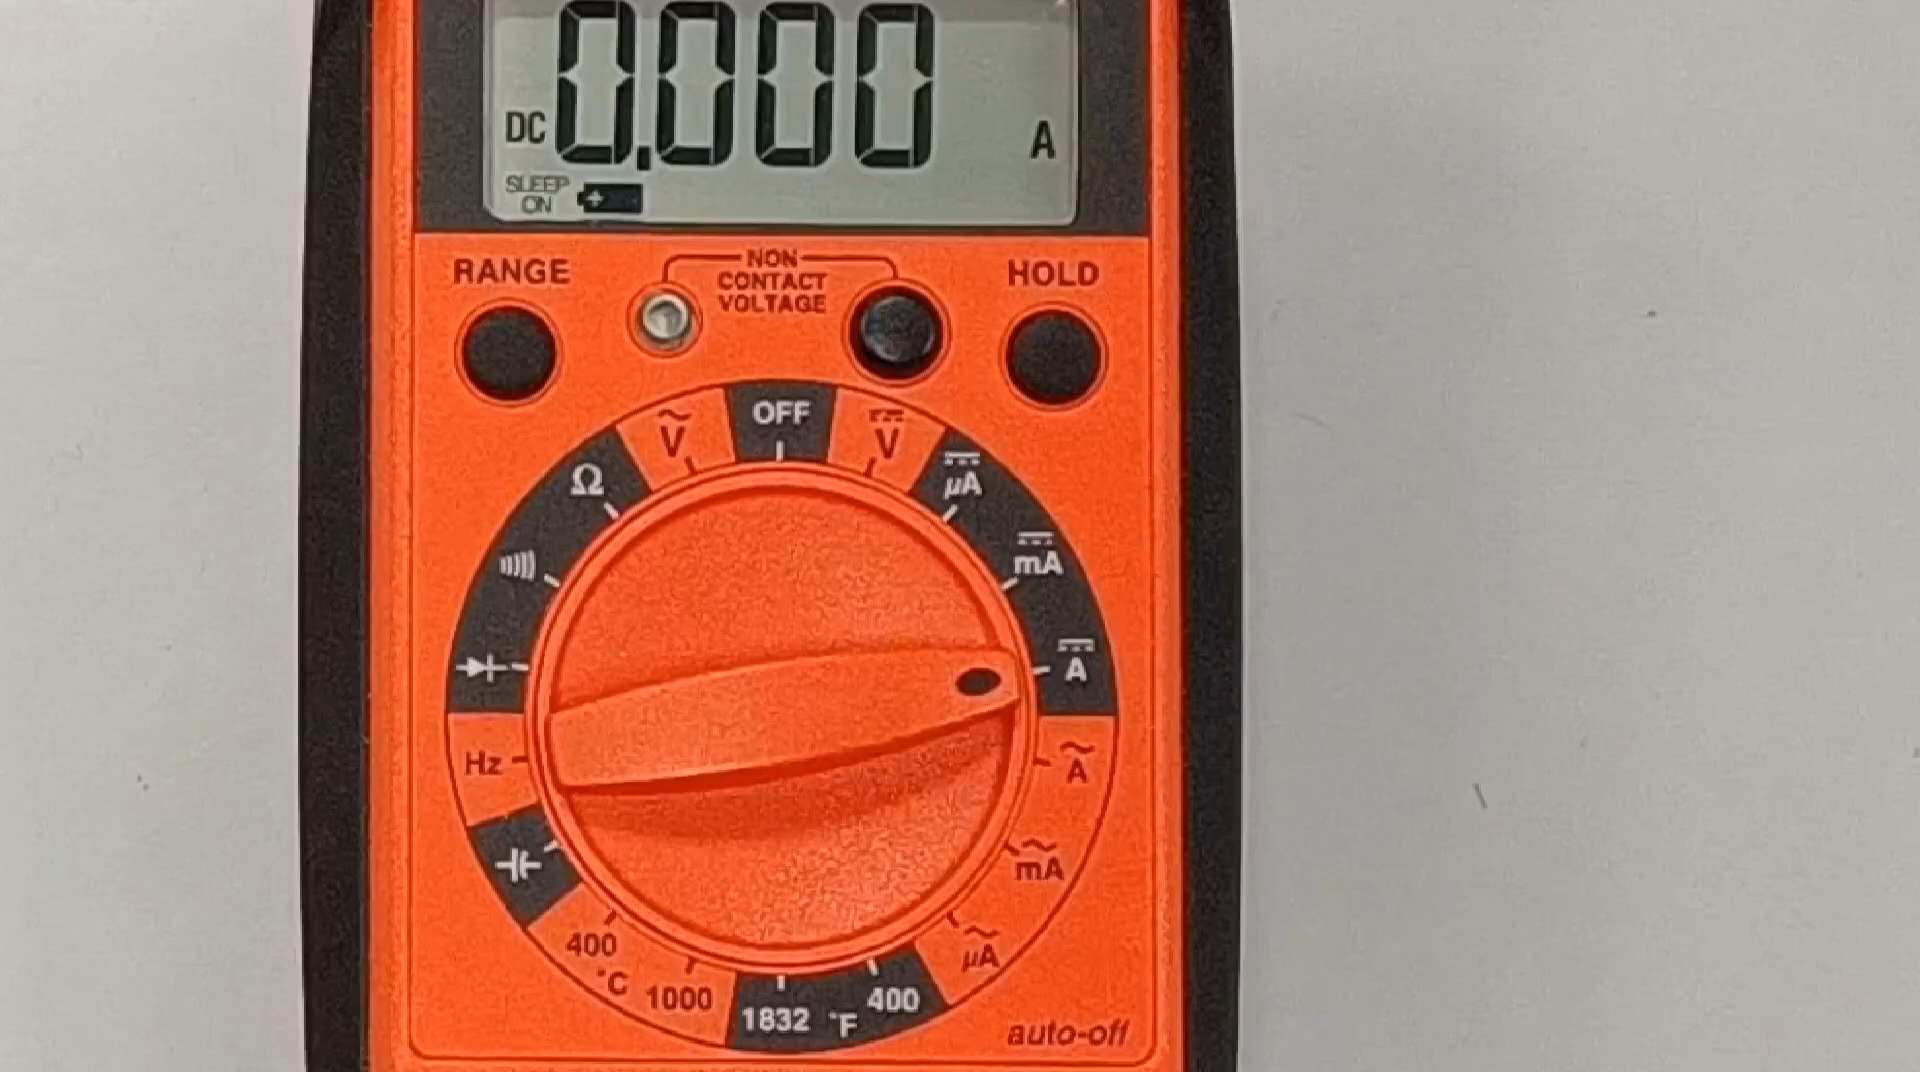 DC 0.000 A
SLEEP
ON
RANGE
NON
CONTACT
VOLTAGE
HOLD
OFF
V
V
Ω
µA
mA
A
Hz
A
mA
µA
400
°C
1000
1832
°F
400
auto-off